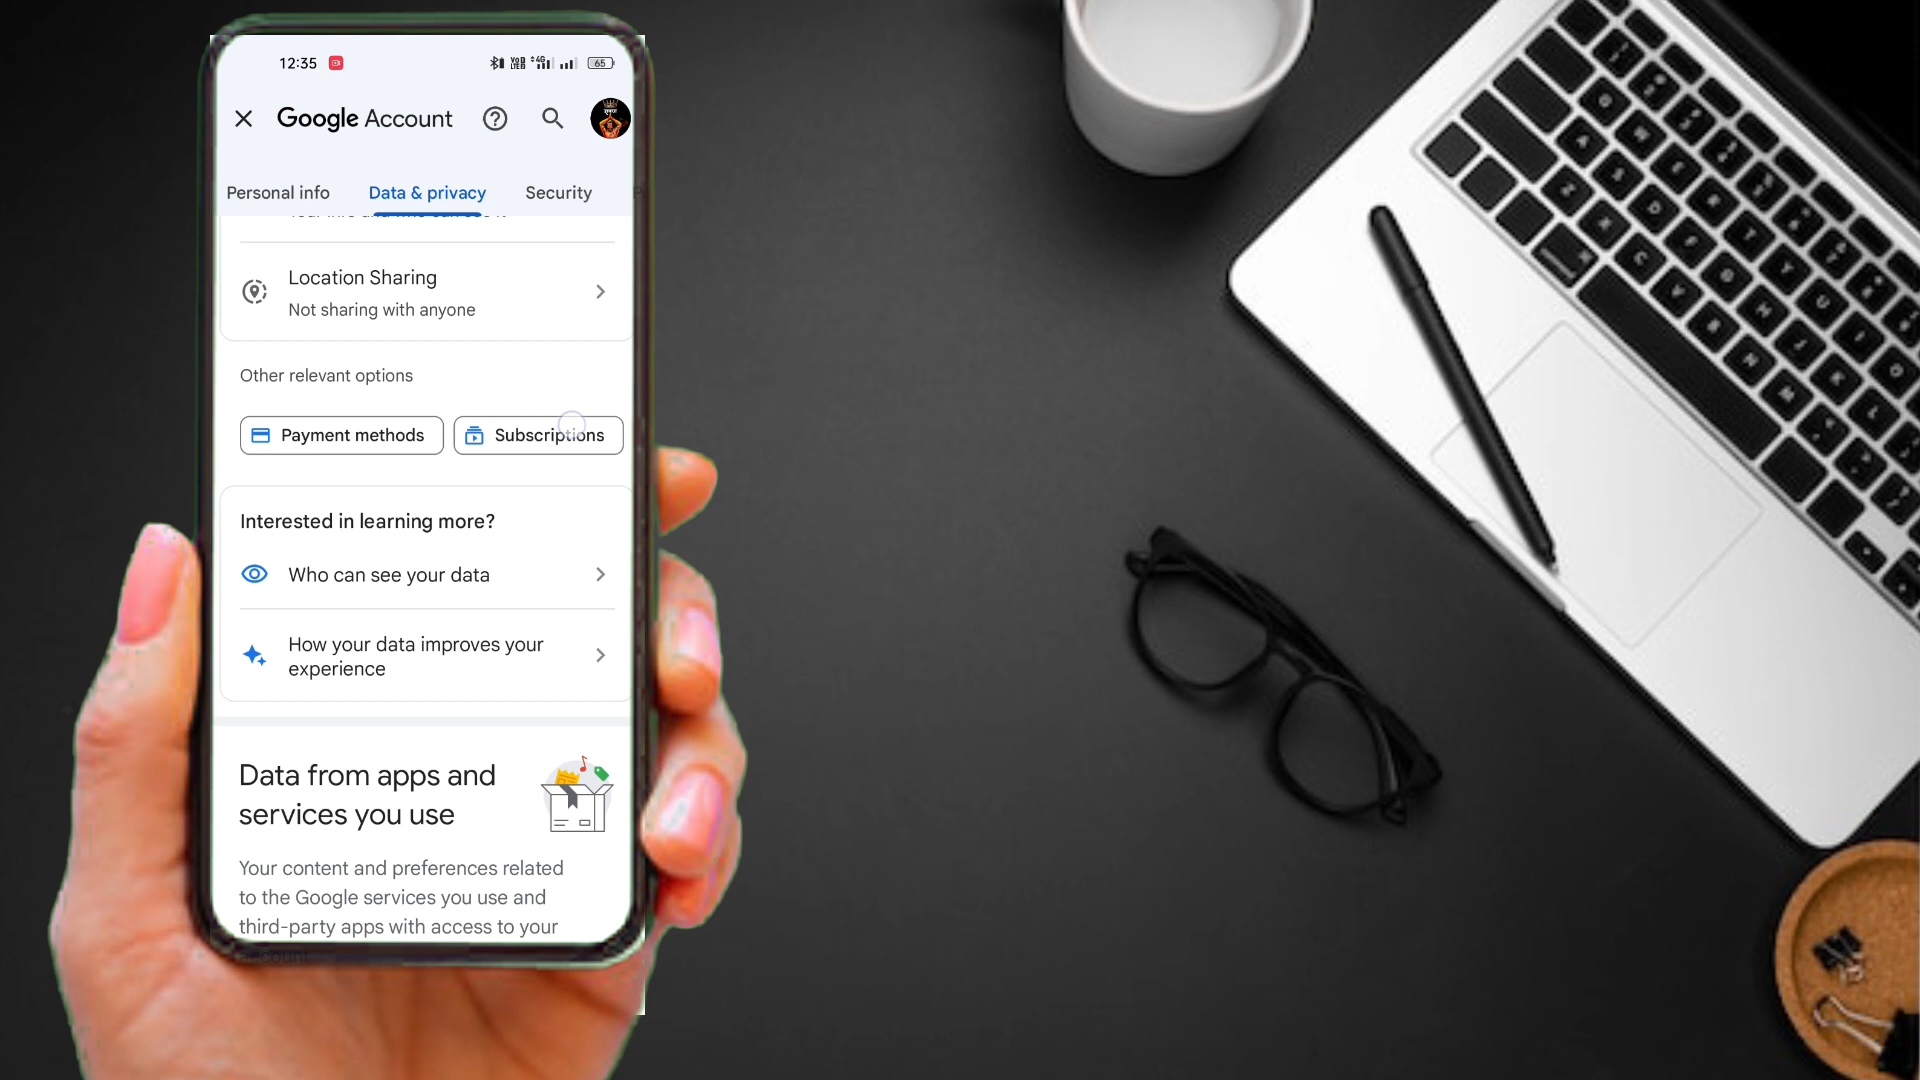 12:35
65
Google Account
Personal info
Data & privacy
Security
Location Sharing
Not sharing with anyone
Other relevant options
Payment methods
Subscriptions
Interested in learning more?
Who can see your data
How your data improves your
experience
Data from apps and
services you use
Your content and preferences related
to the Google services you use and
third-party apps with access to your
account